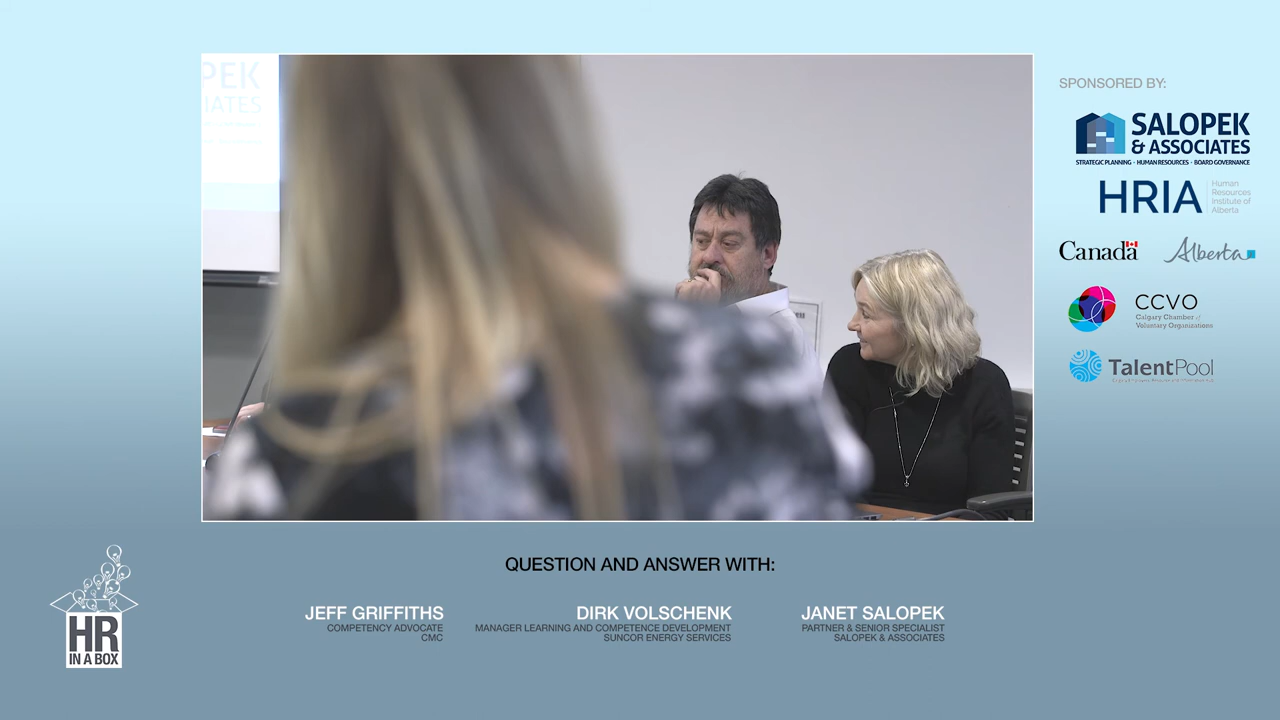 PEK
IATES
SPONSORED BY:
SALOPEK
& ASSOCIATES
STRATEGIC PLANNING · HUMAN RESOURCES · BOARD GOVERNANCE
HRIA
Human
Resources
Institute of
Alberta
Canada
Alberta
CCVO
Calgary Chamber of
Voluntary Organizations
TalentPool
QUESTION AND ANSWER WITH:
JEFF GRIFFITHS
COMPETENCY ADVOCATE
CMC
DIRK VOLSCHENK
MANAGER LEARNING AND COMPETENCE DEVELOPMENT
SUNCOR ENERGY SERVICES
JANET SALOPEK
PARTNER & SENIOR SPECIALIST
SALOPEK & ASSOCIATES
HR
IN A BOX